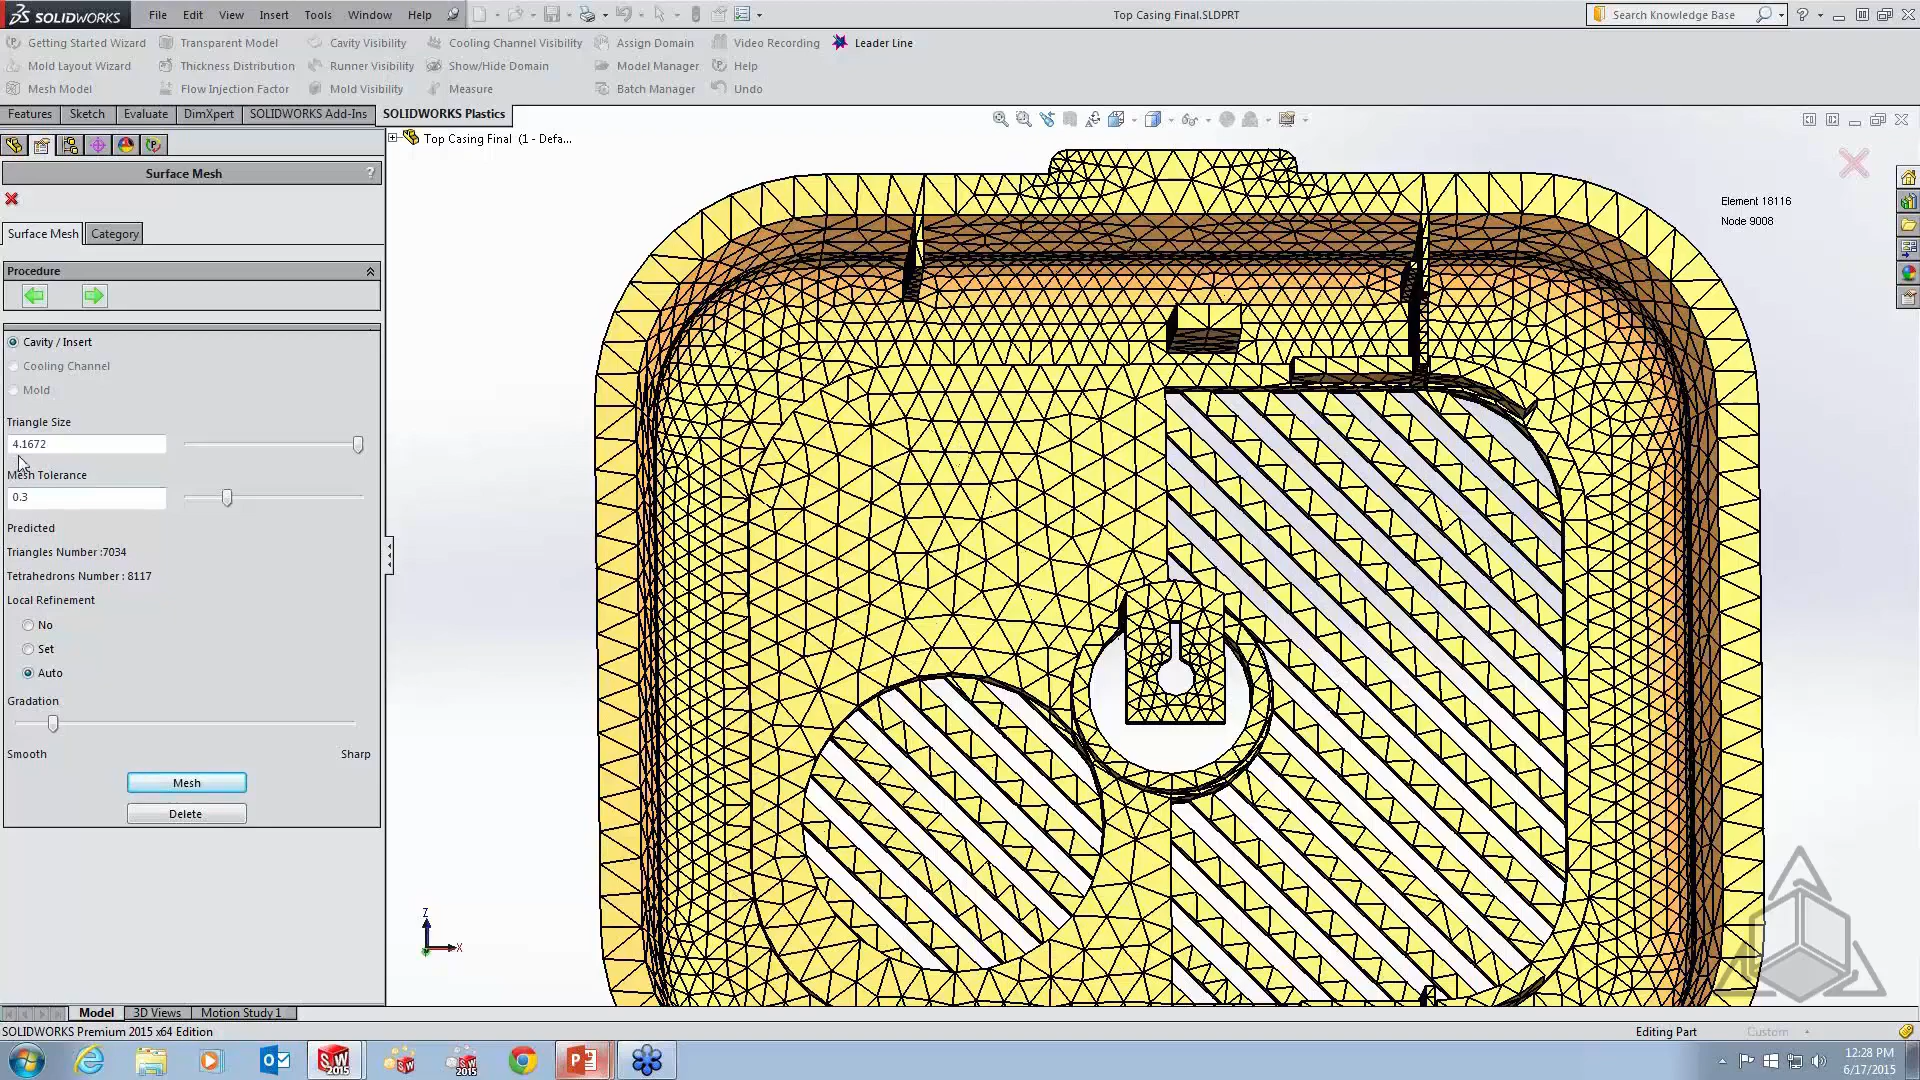 SOLIDWORKS File Edit View Insert Tools Window Help Top Casing Final.SLDPRT Search Knowledge Base ?
Getting Started Wizard Transparent Model Cavity Visibility Cooling Channel Visibility Assign Domain Video Recording Leader Line
Mold Layout Wizard Thickness Distribution Runner Visibility Show/Hide Domain Model Manager Help
Mesh Model Flow Injection Factor Mold Visibility Measure Batch Manager Undo
Features Sketch Evaluate DimXpert SOLIDWORKS Add-Ins SOLIDWORKS Plastics
Top Casing Final (1 - Defa...
Surface Mesh ?
Element 18116
Node 9008
Surface Mesh Category
Procedure
Cavity / Insert
Cooling Channel
Mold
Triangle Size
4.1672
Mesh Tolerance
0.3
Predicted
Triangles Number :7034
Tetrahedrons Number : 8117
Local Refinement
No
Set
Auto
Gradation
Smooth Sharp
Mesh
Delete
Z
X
Model 3D Views Motion Study 1
SOLIDWORKS Premium 2015 x64 Edition Editing Part Custom
SW 2015 2015 P 12:28 PM
6/17/2015